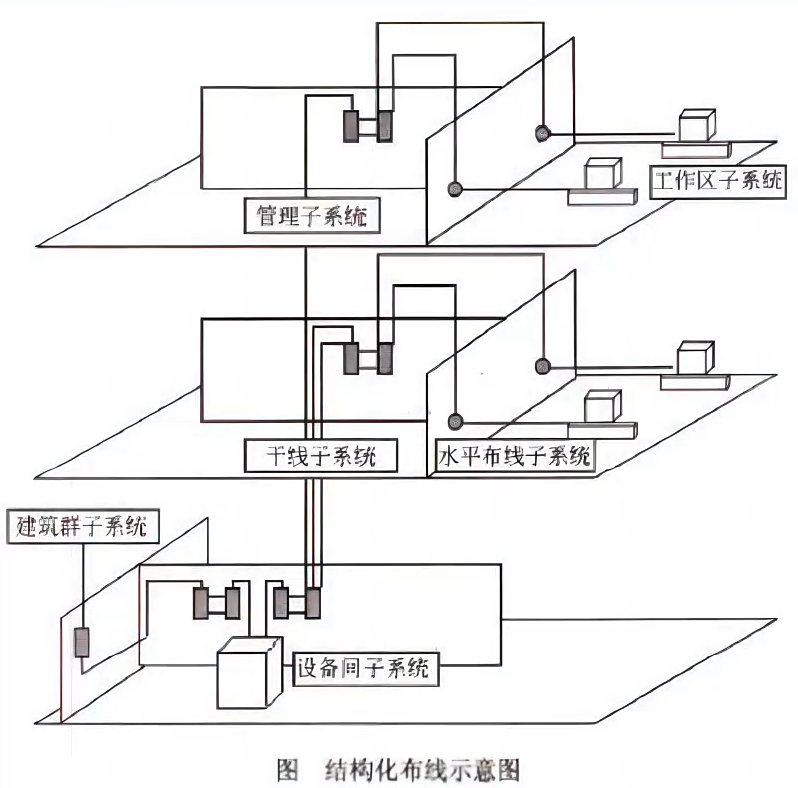 工作区子系统
管理子系统
干线子系统
水平布线子系统
建筑群子系统
设备间子系统
图 结构化布线示意图